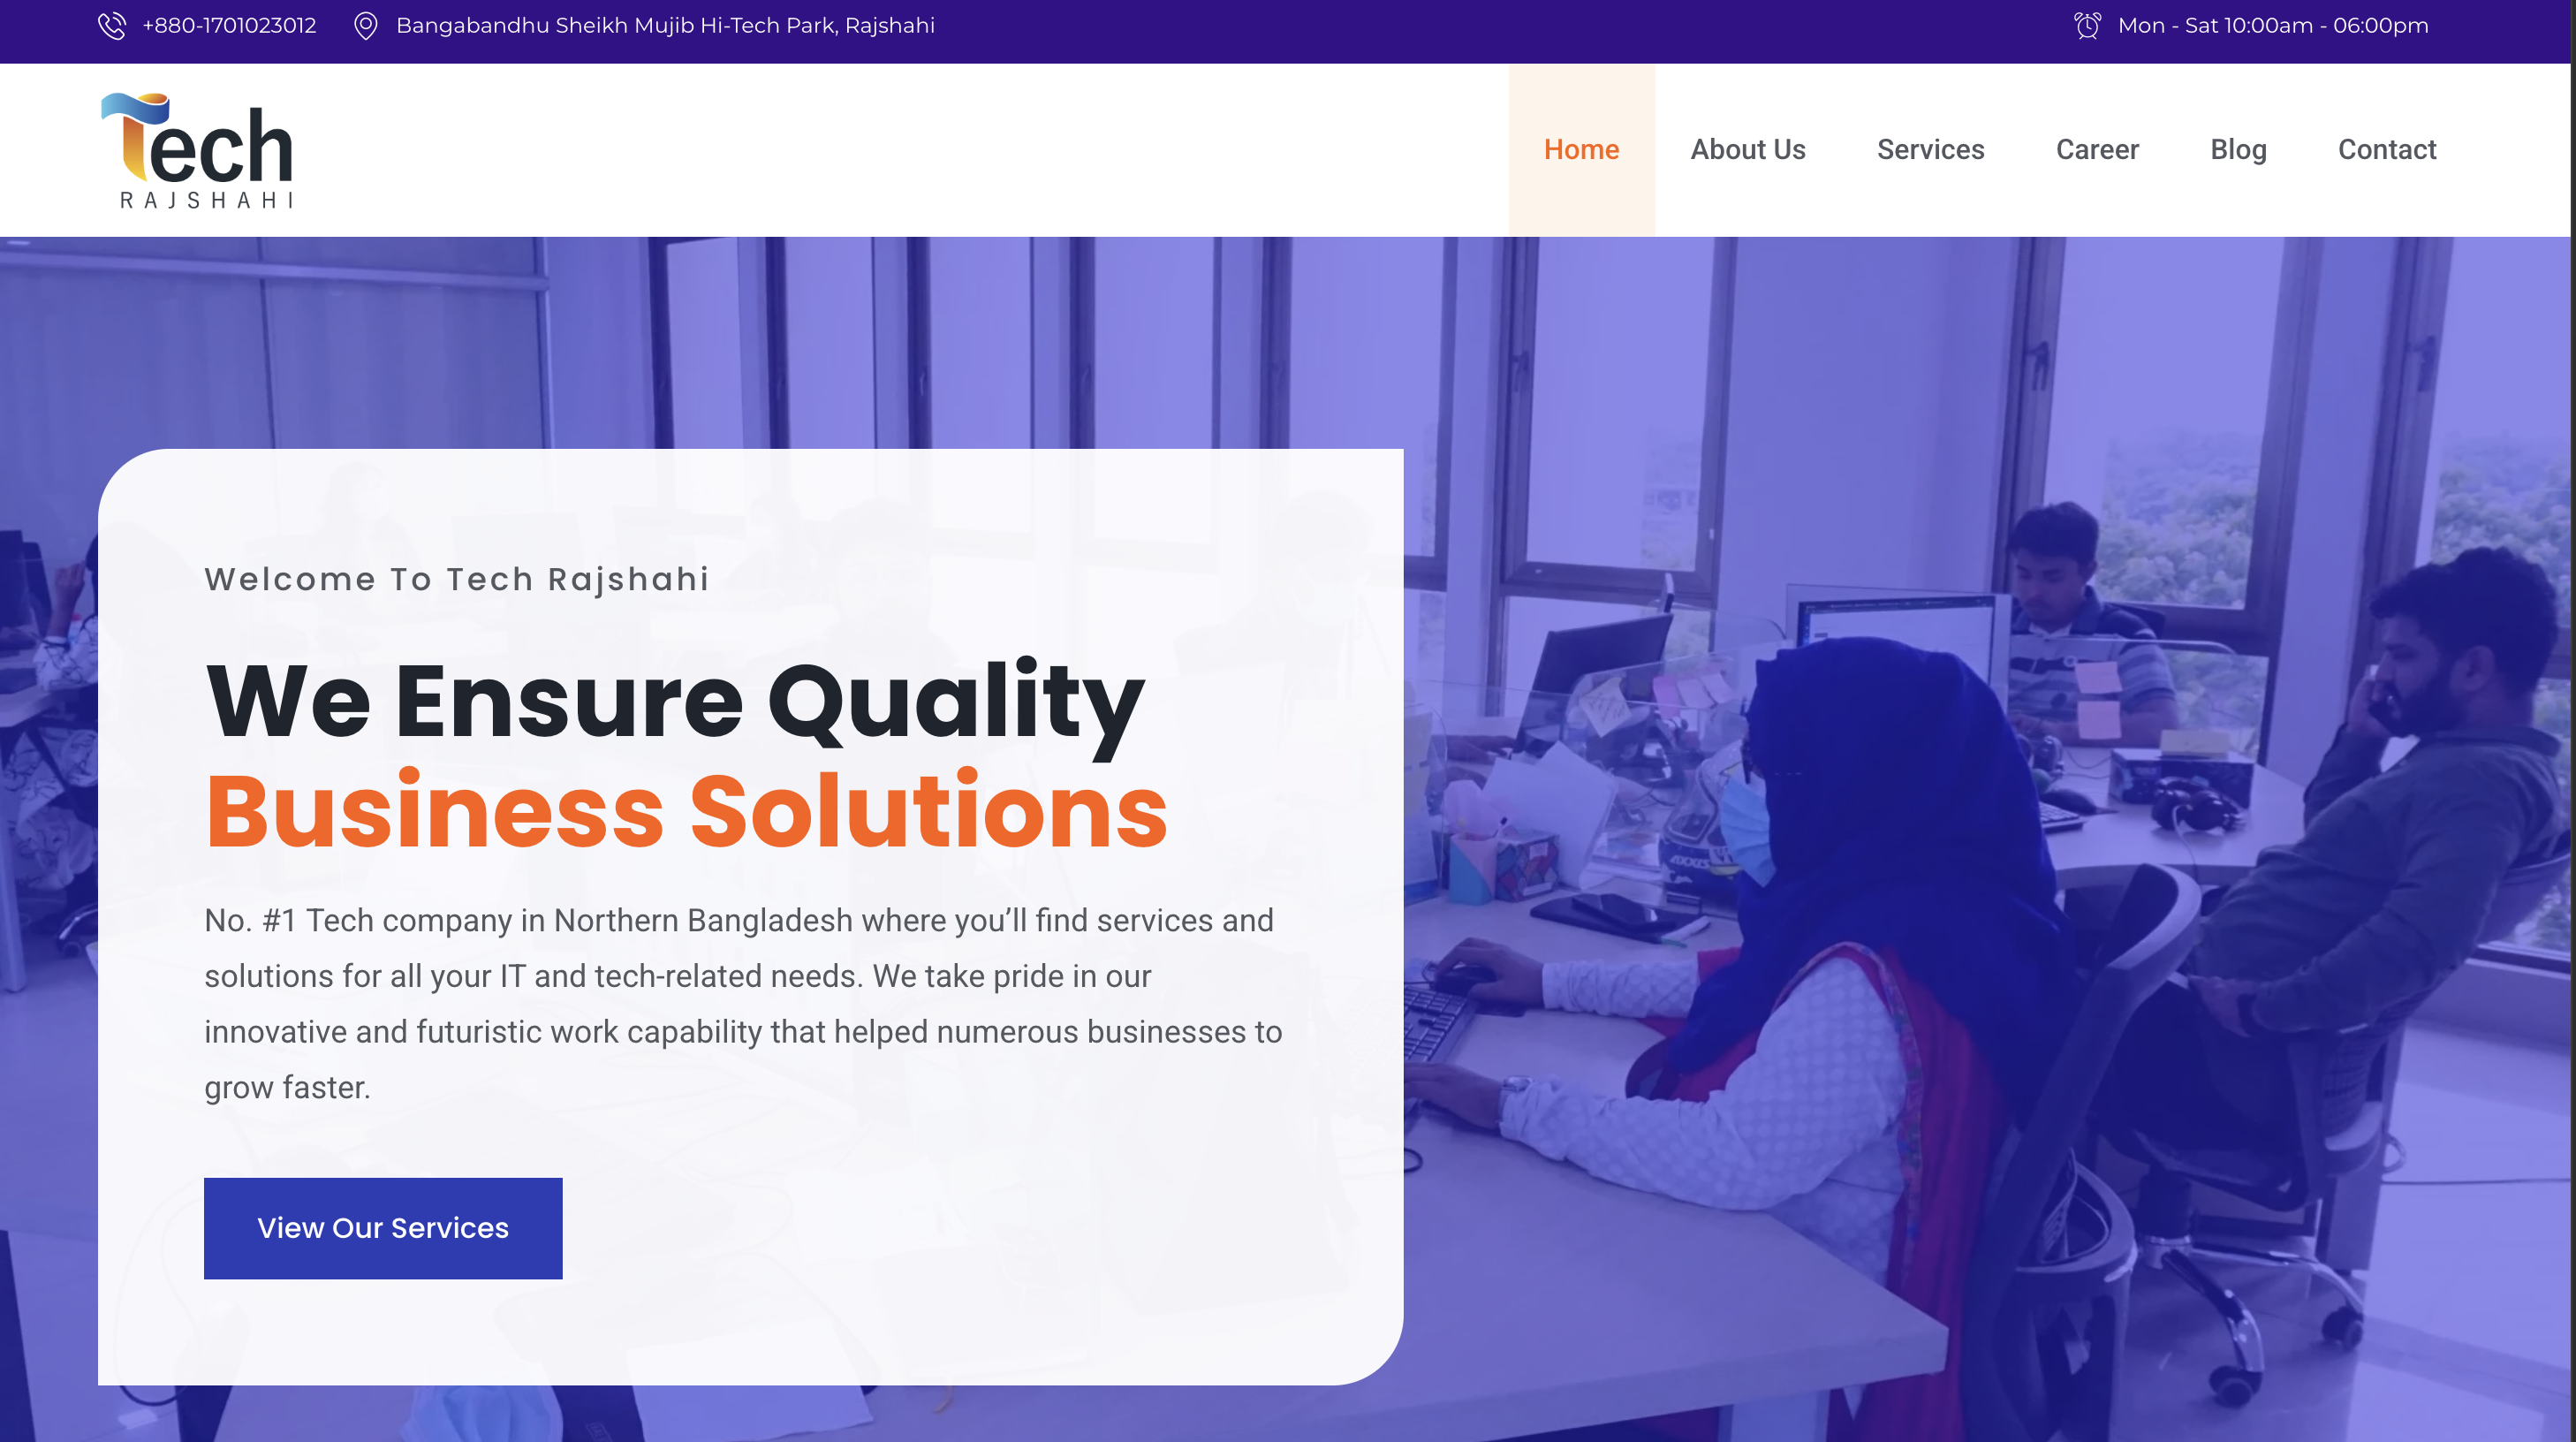 +880-1701023012
Bangabandhu Sheikh Mujib Hi-Tech Park, Rajshahi
Mon - Sat 10:00am - 06:00pm
Tech
RAJSHAHI
Home
About Us
Services
Career
Blog
Contact
Welcome To Tech Rajshahi
We Ensure Quality
Business Solutions
No. #1 Tech company in Northern Bangladesh where you’ll find services and
solutions for all your IT and tech-related needs. We take pride in our
innovative and futuristic work capability that helped numerous businesses to
grow faster.
View Our Services
AXXIS